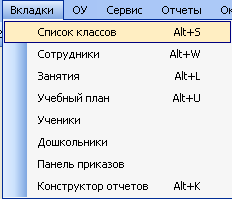 Вкладки ОУ Сервис Отчеты
Список классов Alt+S
Сотрудники Alt+W
Занятия Alt+L
Учебный план Alt+U
Ученики
Дошкольники
Панель приказов
Конструктор отчетов Alt+K